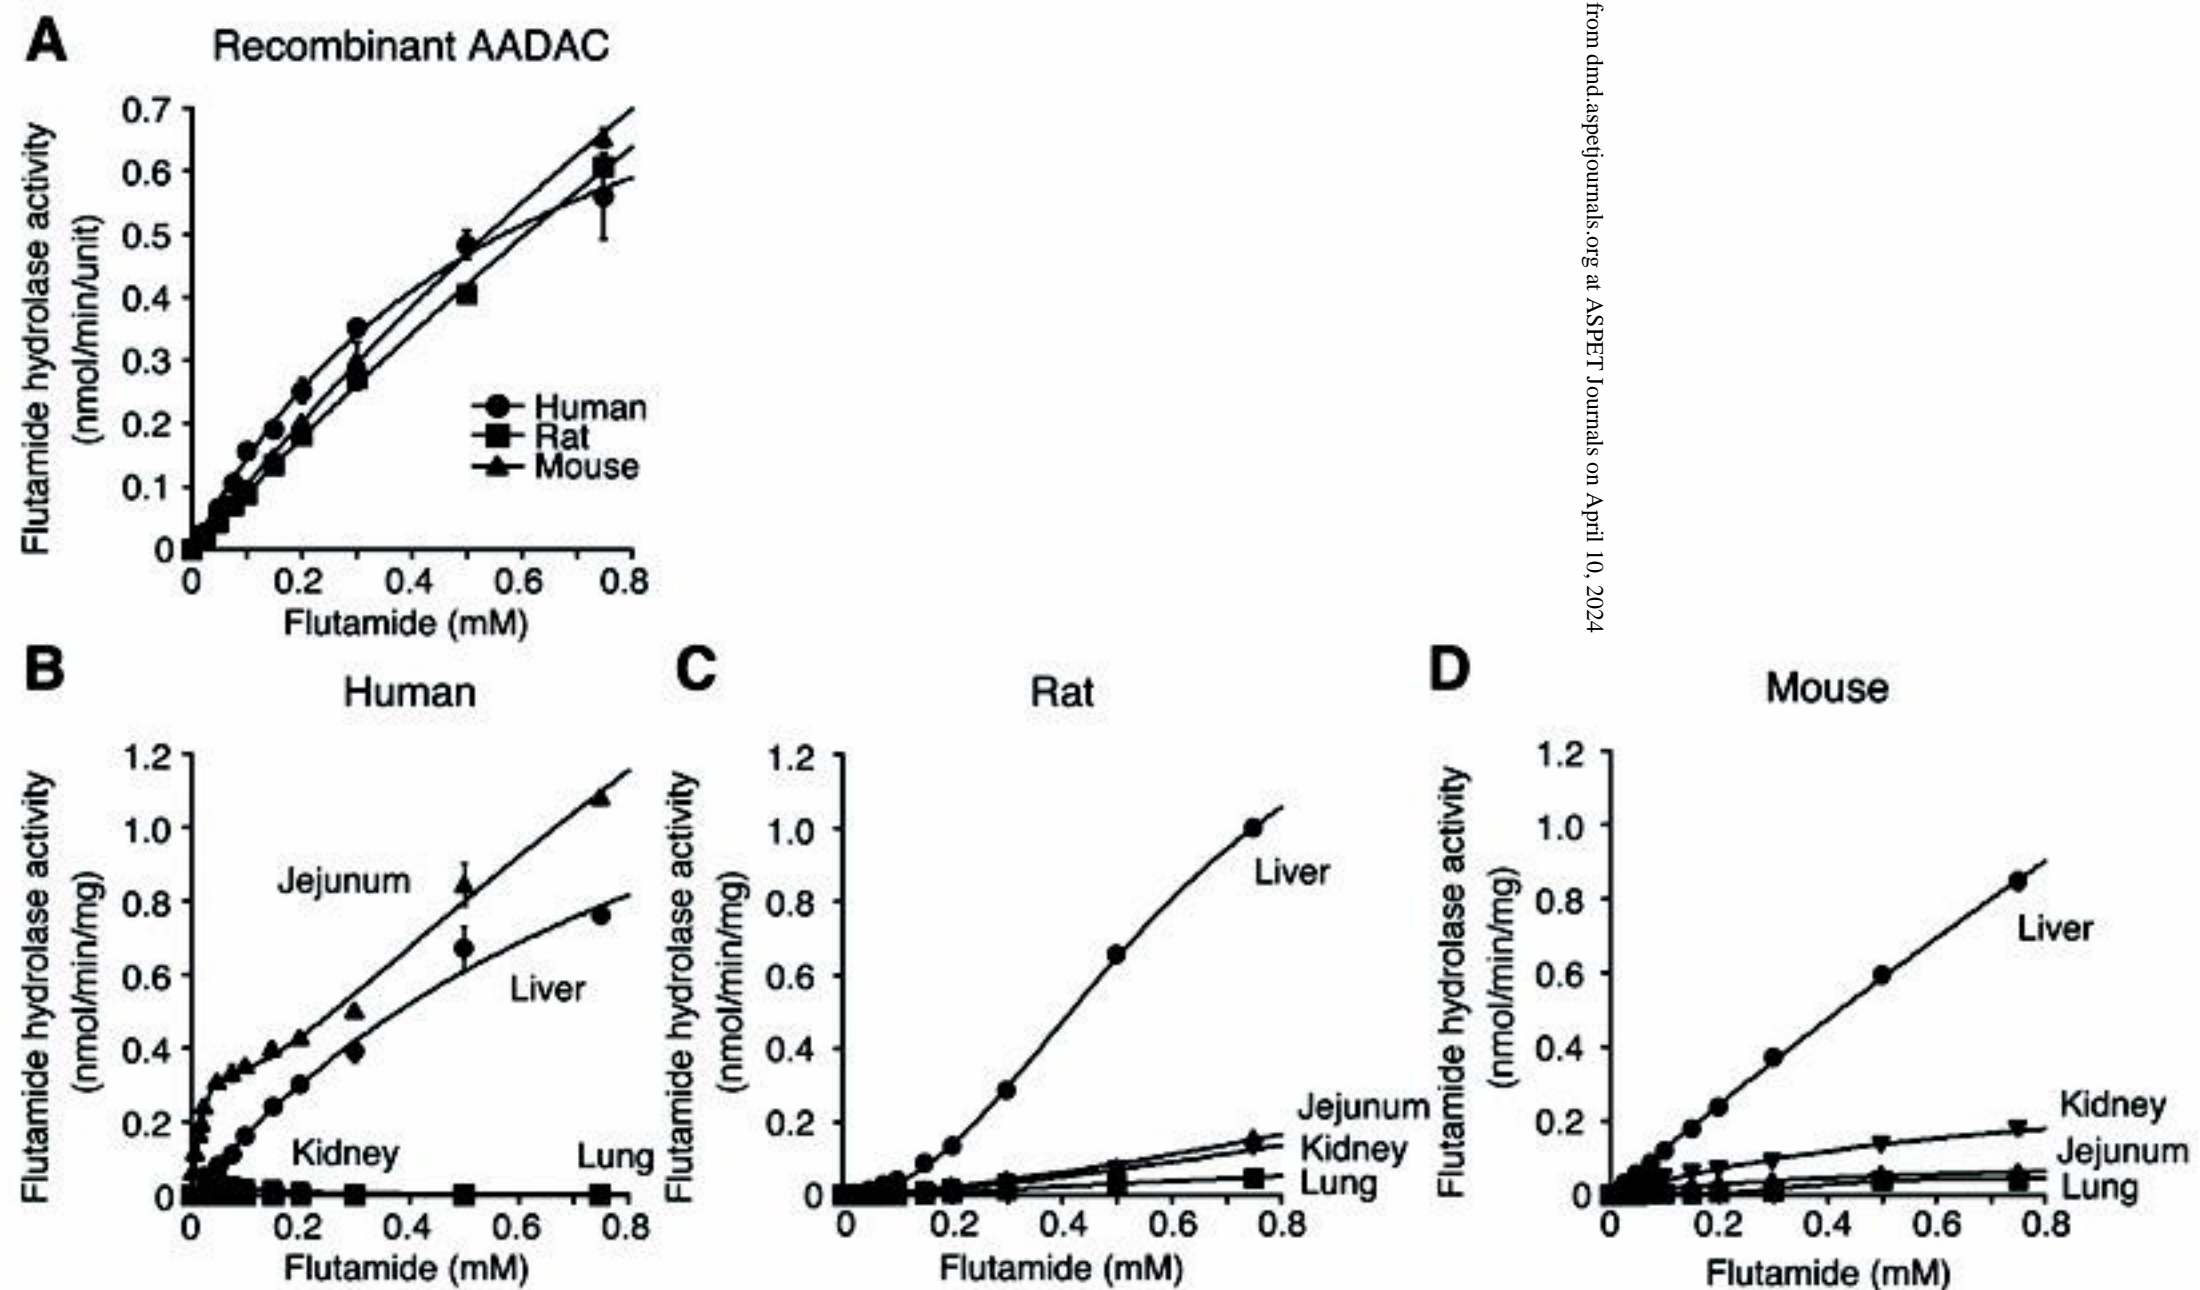 A
Recombinant AADAC
Flutamide hydrolase activity
(nmol/min/unit)
0.7
0.6
0.5
0.4
0.3
0.2
0.1
0
0 0.2 0.4 0.6 0.8
Flutamide (mM)
Human
Rat
Mouse
from dmd.aspetjournals.org at ASPET Journals on April 10, 2024
B
Human
Flutamide hydrolase activity
(nmol/min/mg)
1.2
1.0
0.8
0.6
0.4
0.2
0
Jejunum
Liver
Kidney
Lung
0 0.2 0.4 0.6 0.8
Flutamide (mM)
C
Rat
Flutamide hydrolase activity
(nmol/min/mg)
1.2
1.0
0.8
0.6
0.4
0.2
0
Liver
Jejunum
Kidney
Lung
0 0.2 0.4 0.6 0.8
Flutamide (mM)
D
Mouse
Flutamide hydrolase activity
(nmol/min/mg)
1.2
1.0
0.8
0.6
0.4
0.2
0
Liver
Kidney
Jejunum
Lung
0 0.2 0.4 0.6 0.8
Flutamide (mM)